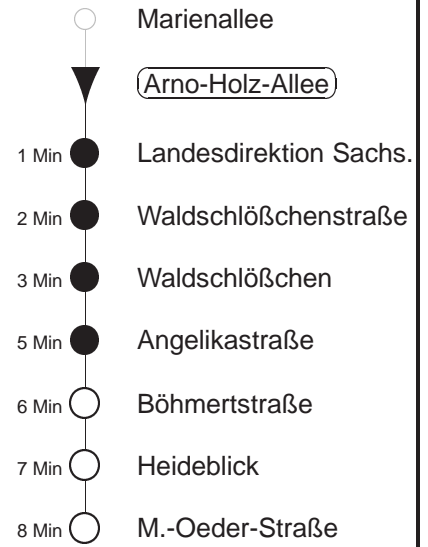 Marienallee
Arno-Holz-Allee
1 Min Landesdirektion Sachs.
2 Min Waldschlößchenstraße
3 Min Waldschlößchen
5 Min Angelikastraße
6 Min Böhmertstraße
7 Min Heideblick
8 Min M.-Oeder-Straße